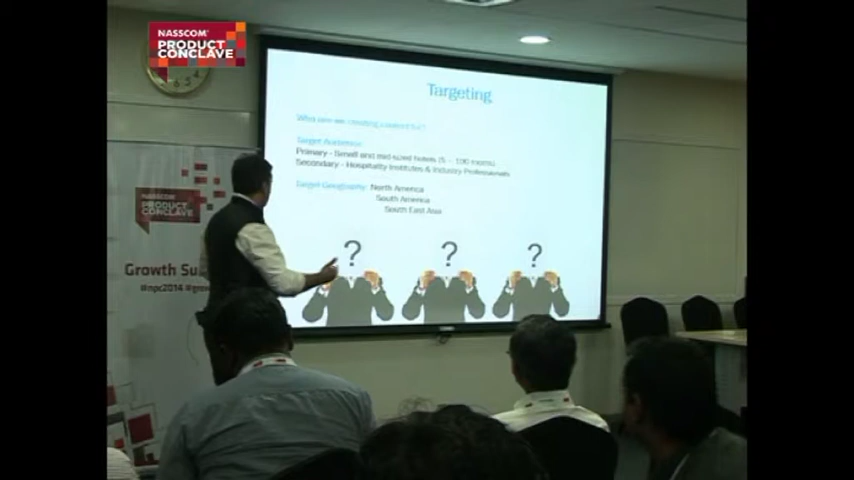 NASSCOM®
PRODUCT
CONCLAVE
Targeting
Who are we creating content for?
Target Audience
Primary - Small and mid-sized hotels (5 - 100 rooms)
Secondary - Hospitality Institutes & Industry Professionals
Target Geography North America
South America
South East Asia
? ? ?
NASSCOM
PRODUCT
CONCLAVE
Growth
#npc2014